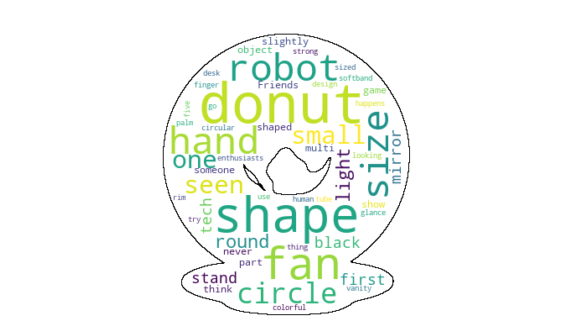 slightly
object strong
robot
desk sized
softband
finger Friends design game
donut
five go happens
palm circular shaped
hand small size
multi mirror
one enthusiasts looking
someone light
seen
rim use human tube show
try tech shape glance
round black
never thing
part fan
stand first
think circle vanity
colorful